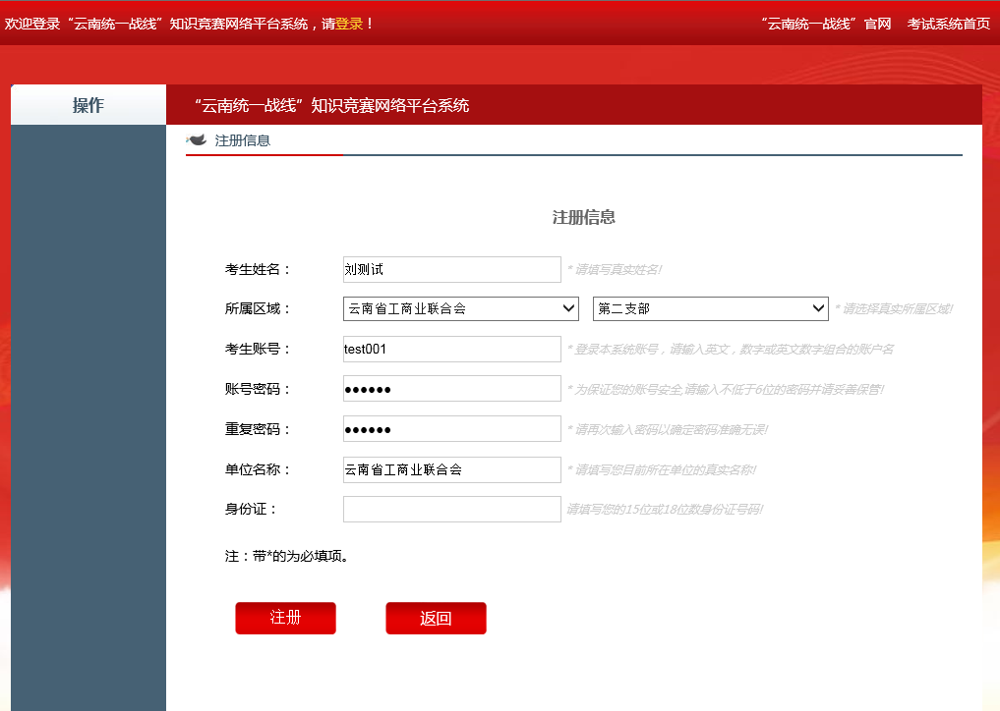 欢迎登录“云南统一战线”知识竞赛网络平台系统，请登录！ “云南统一战线”官网 考试系统首页
操作 “云南统一战线”知识竞赛网络平台系统
注册信息
注册信息
考生姓名： 刘测试 * 请填写真实姓名!
所属区域： 云南省工商业联合会 第二支部 * 请选择真实所属区域!
考生账号： test001 * 登录本系统账号，请输入英文，数字或英文数字组合的账户名
账号密码： ●●●●●● * 为保证您的账号安全,请输入不低于6位的密码并请妥善保管!
重复密码： ●●●●●● * 请再次输入密码以确定密码准确无误!
单位名称： 云南省工商业联合会 * 请填写您目前所在单位的真实名称!
身份证： 请填写您的15位或18位数身份证号码!
注：带*的为必填项。
注册 返回